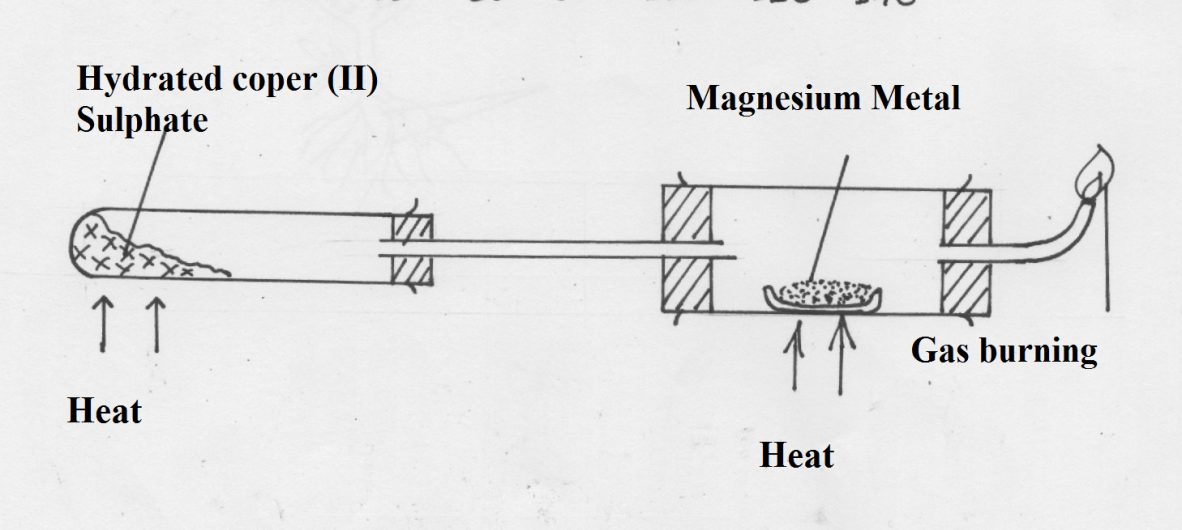 Hydrated coper (II)
Sulphate
Magnesium Metal
Gas burning
Heat
Heat